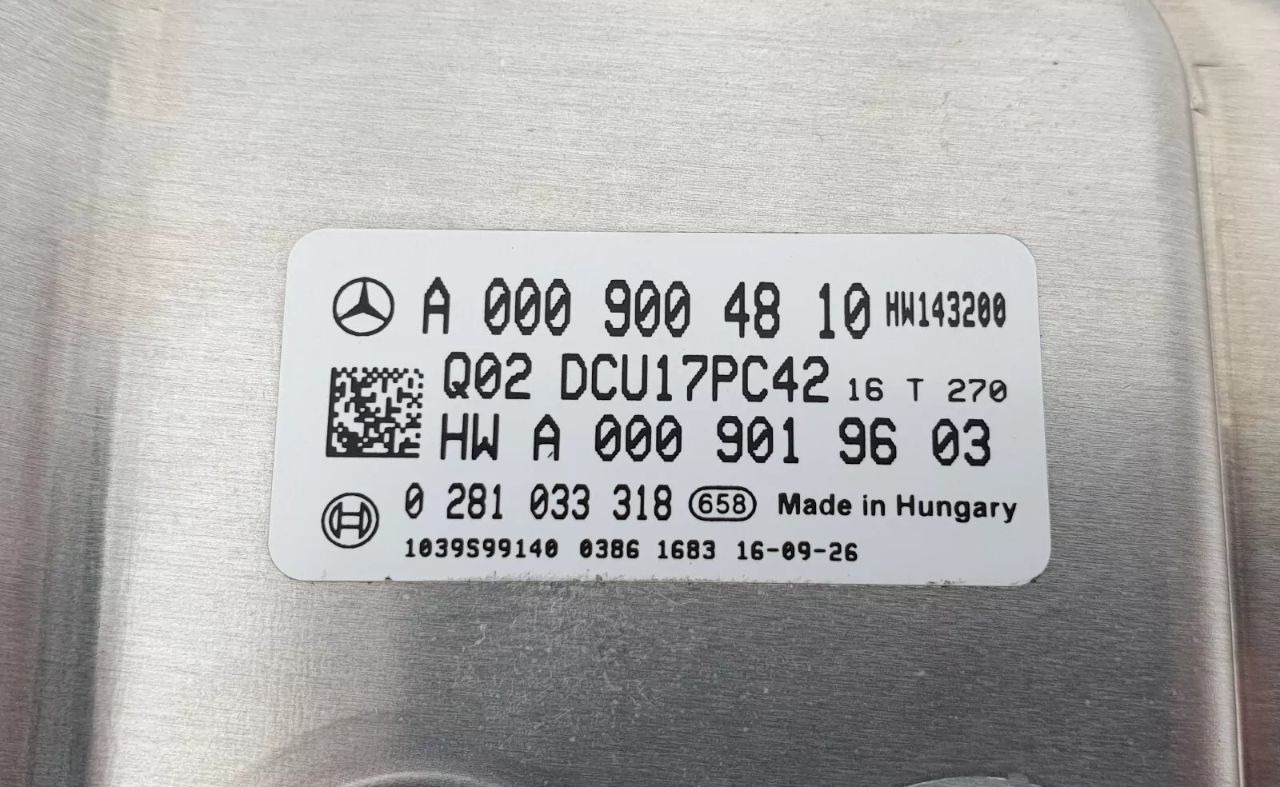 A 000 900 48 10 HW143200
Q02 DCU17PC42 16 T 270
HW A 000 901 96 03
0 281 033 318 658 Made in Hungary
1039S99140 0386 1683 16-09-26